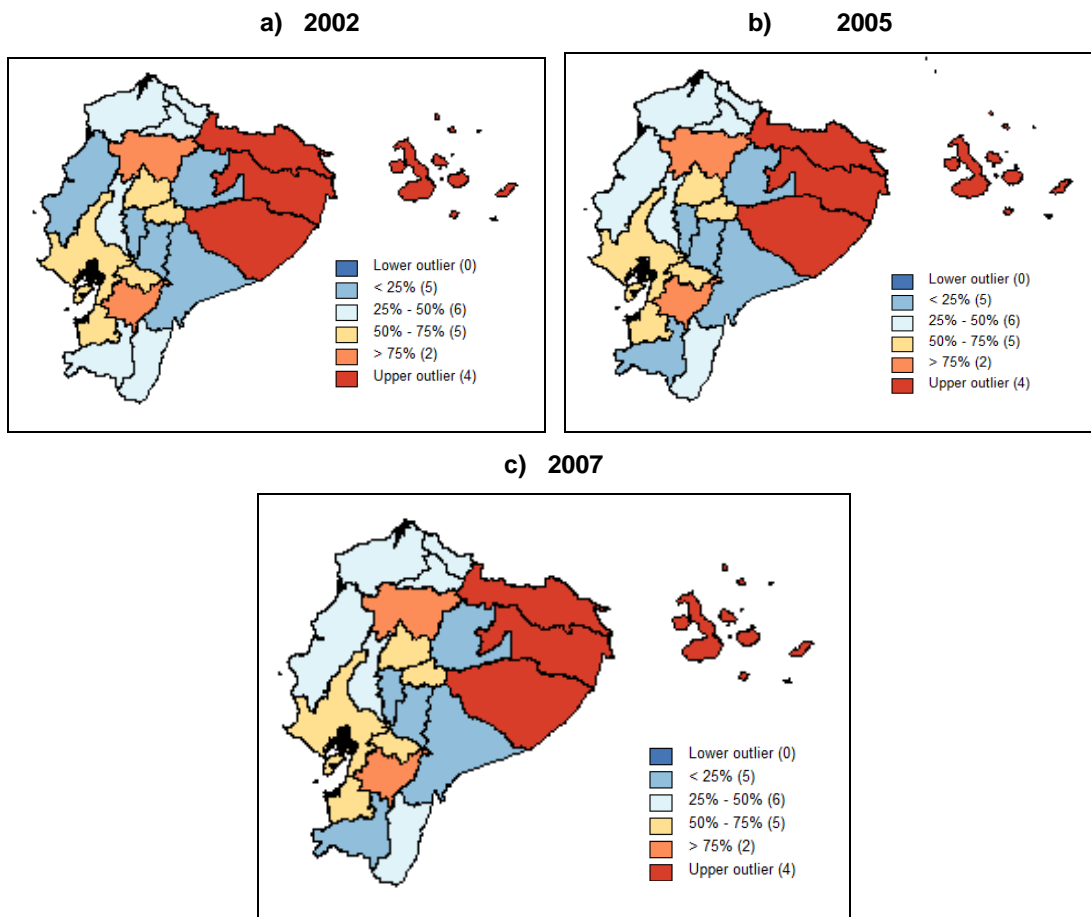 a) 2002
b) 2005
Lower outlier (0)
< 25% (5)
25% - 50% (6)
50% - 75% (5)
> 75% (2)
Upper outlier (4)
Lower outlier (0)
< 25% (5)
25% - 50% (6)
50% - 75% (5)
> 75% (2)
Upper outlier (4)
c) 2007
Lower outlier (0)
< 25% (5)
25% - 50% (6)
50% - 75% (5)
> 75% (2)
Upper outlier (4)